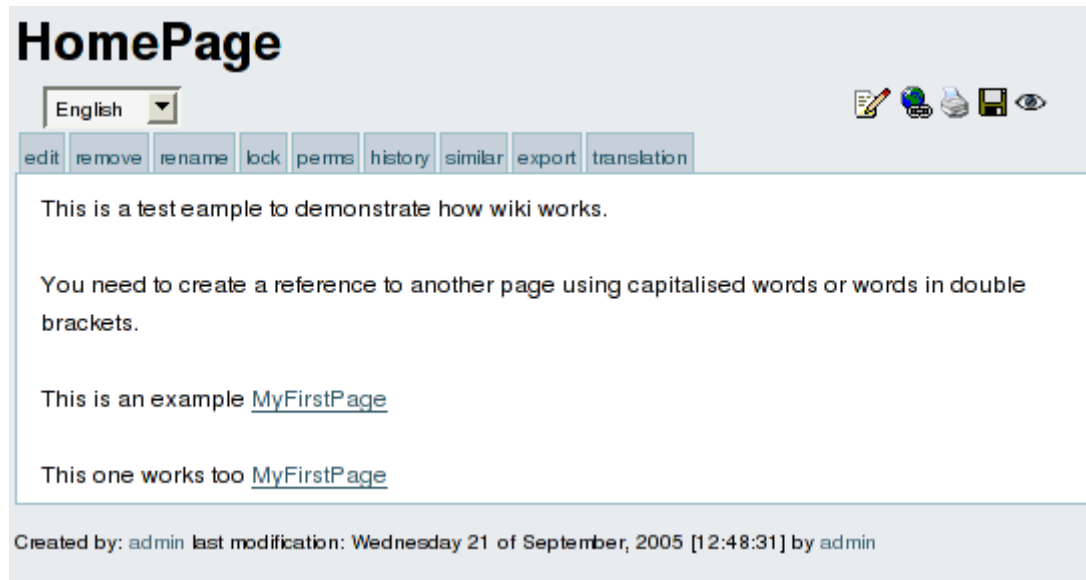 HomePage
English
edit remove rename lock perms history similar export translation
This is a test eample to demonstrate how wiki works.
You need to create a reference to another page using capitalised words or words in double
brackets.
This is an example MyFirstPage
This one works too MyFirstPage
Created by: admin last modification: Wednesday 21 of September, 2005 [12:48:31] by admin